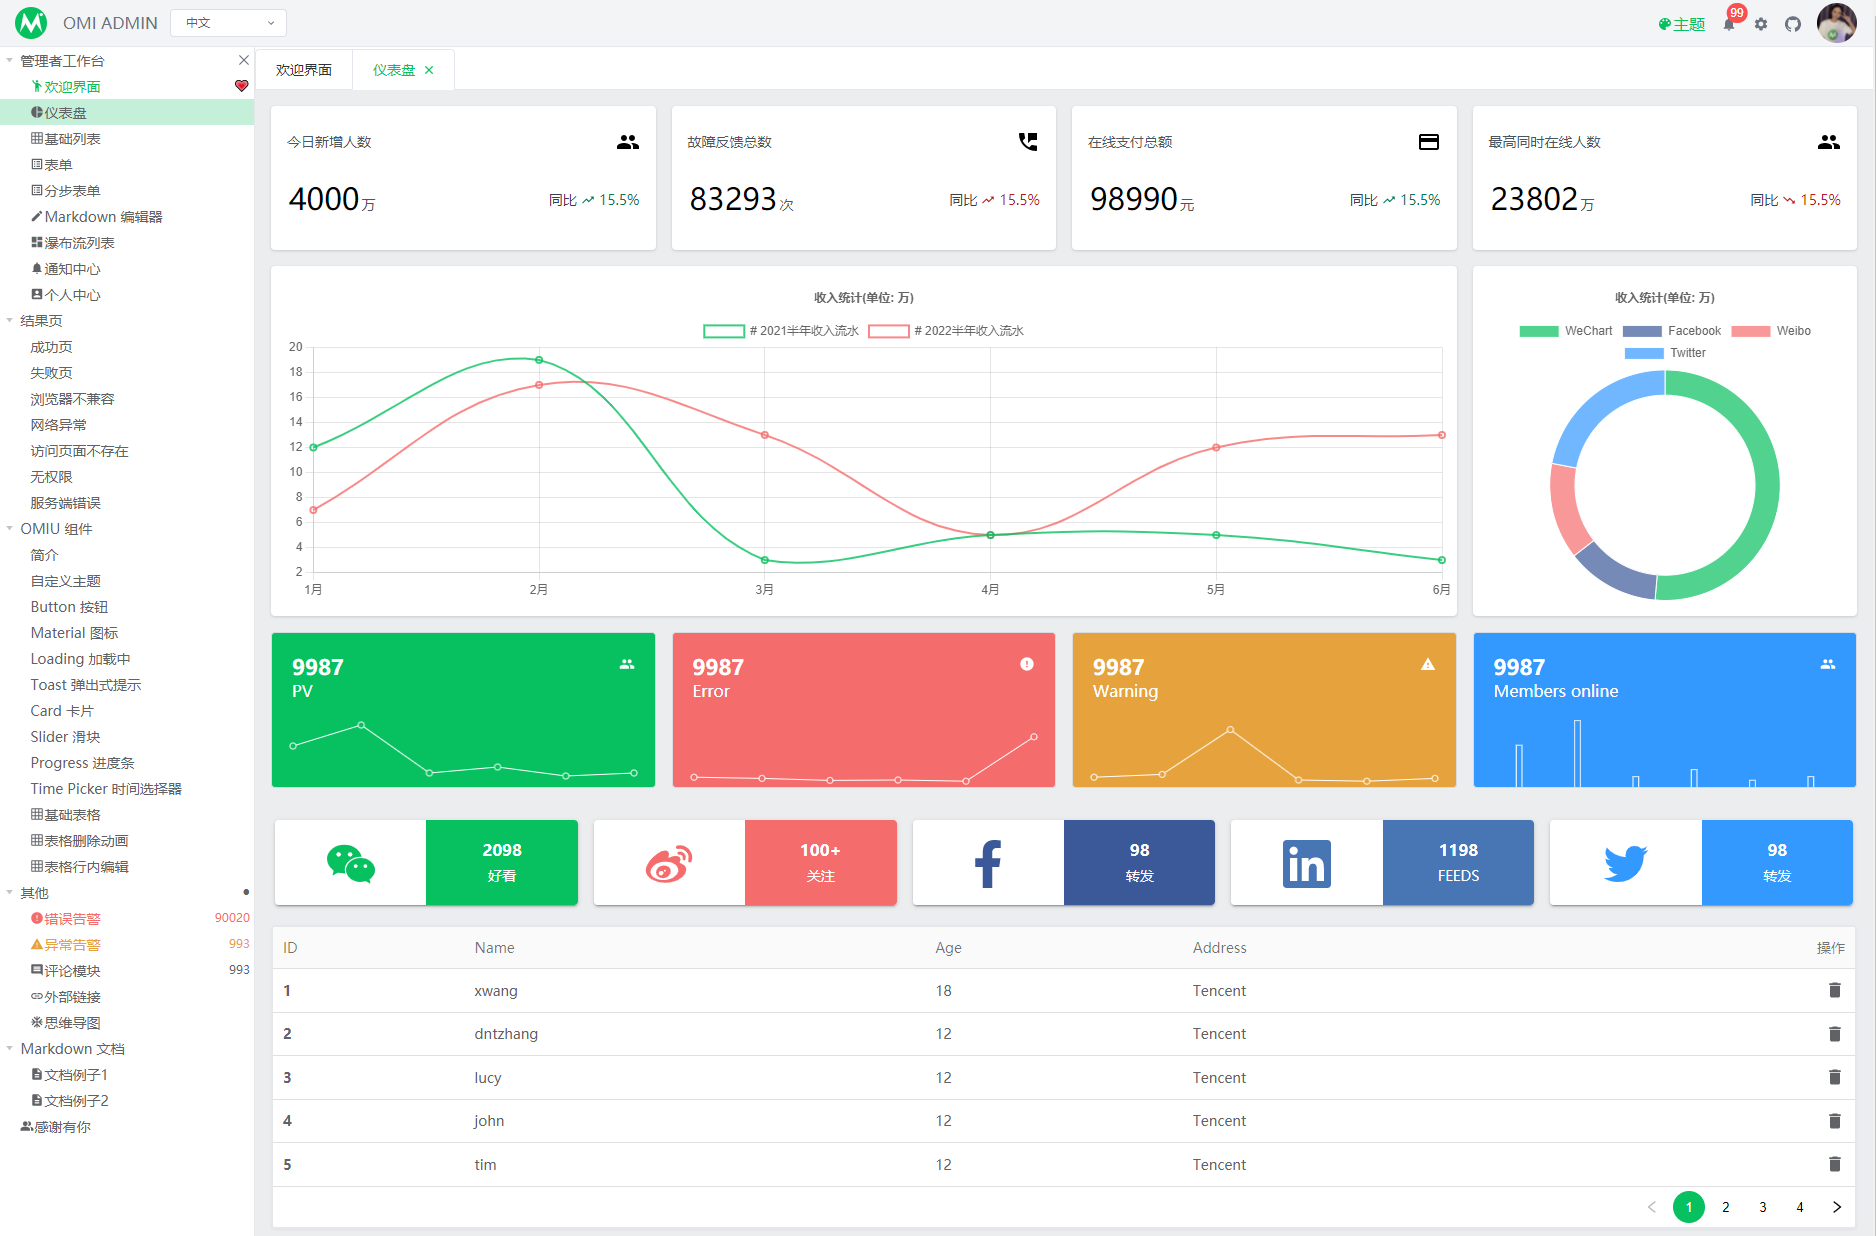 OMI ADMIN
中文
主题
99
管理者工作台
欢迎界面
仪表盘
基础列表
表单
分步表单
Markdown 编辑器
瀑布流列表
通知中心
个人中心
结果页
成功页
失败页
浏览器不兼容
网络异常
访问页面不存在
无权限
服务端错误
OMIU 组件
简介
自定义主题
Button 按钮
Material 图标
Loading 加载中
Toast 弹出式提示
Card 卡片
Slider 滑块
Progress 进度条
Time Picker 时间选择器
基础表格
表格删除动画
表格行内编辑
其他
错误告警 90020
异常告警 993
评论模块 993
外部链接
思维导图
Markdown 文档
文档例子1
文档例子2
感谢有你
欢迎界面 仪表盘
今日新增人数
4000万 同比 15.5%
故障反馈总数
83293次 同比 15.5%
在线支付总额
98990元 同比 15.5%
最高同时在线人数
23802万 同比 15.5%
收入统计(单位: 万)
# 2021半年收入流水 # 2022半年收入流水
20
18
16
14
12
10
8
6
4
2
1月 2月 3月 4月 5月 6月
收入统计(单位: 万)
WeChart Facebook Weibo
Twitter
9987
PV
9987
Error
9987
Warning
9987
Members online
2098
好看
100+
关注
98
转发
in
1198
FEEDS
98
转发
ID Name Age Address 操作
1 xwang 18 Tencent
2 dntzhang 12 Tencent
3 lucy 12 Tencent
4 john 12 Tencent
5 tim 12 Tencent
1 2 3 4